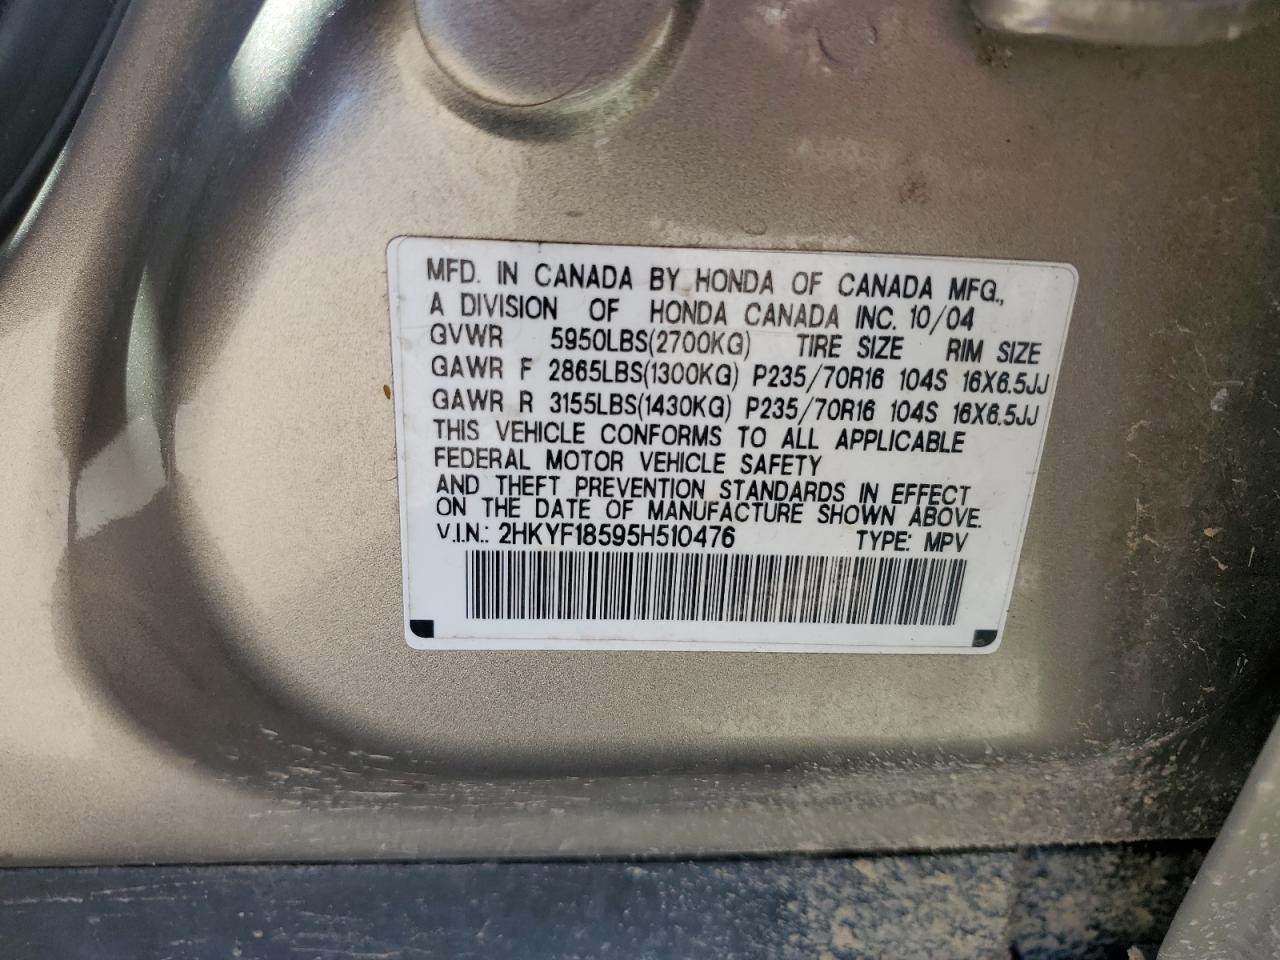 MFD. IN CANADA BY HONDA OF CANADA MFG.,
A DIVISION OF HONDA CANADA INC. 10/04
GVWR 5950LBS(2700KG) TIRE SIZE RIM SIZE
GAWR F 2865LBS(1300KG) P235/70R16 104S 16X6.5JJ
GAWR R 3155LBS(1430KG) P235/70R16 104S 16X6.5JJ
THIS VEHICLE CONFORMS TO ALL APPLICABLE
FEDERAL MOTOR VEHICLE SAFETY
AND THEFT PREVENTION STANDARDS IN EFFECT
ON THE DATE OF MANUFACTURE SHOWN ABOVE.
V.I.N.: 2HKYF18595H510476 TYPE: MPV